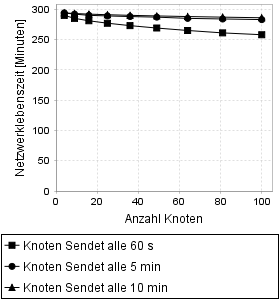 Netzwerklebenszeit [Minuten]
300
250
200
150
100
50
0
0 20 40 60 80 100
Anzahl Knoten
Knoten Sendet alle 60 s
Knoten Sendet alle 5 min
Knoten Sendet alle 10 min